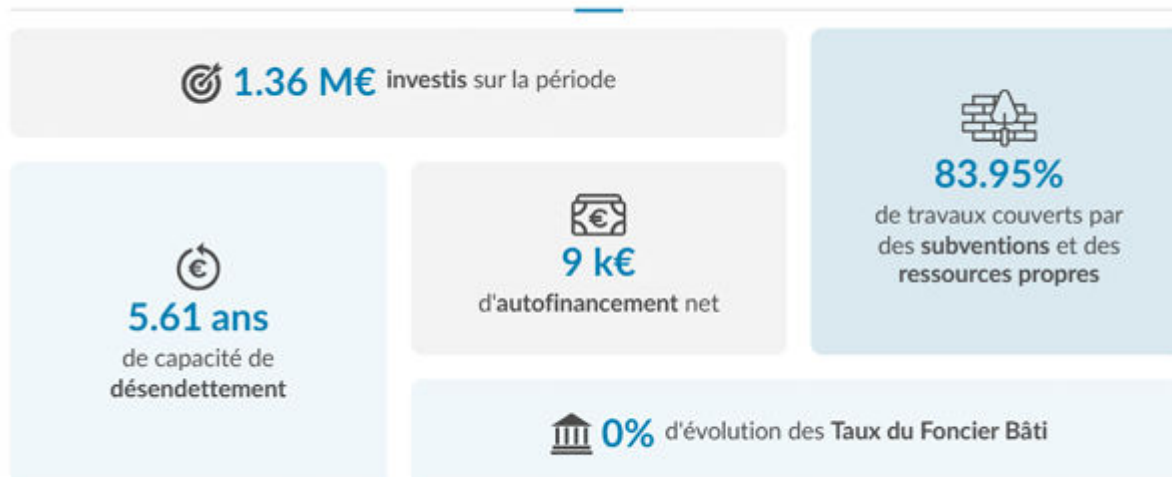 1.36 M€ investis sur la période
83.95%
de travaux couverts par
des subventions et des
ressources propres
5.61 ans
de capacité de
désendettement
9 k€
d'autofinancement net
0% d'évolution des Taux du Foncier Bâti